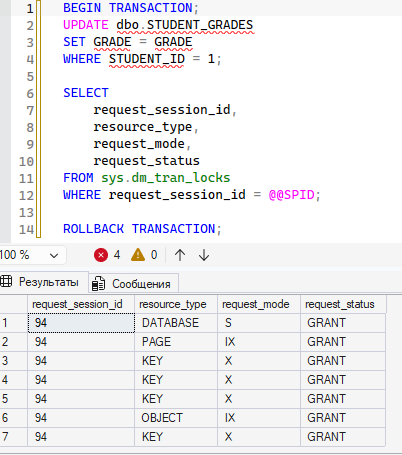 1 BEGIN TRANSACTION;
2 UPDATE dbo.STUDENT_GRADES
3 SET GRADE = GRADE
4 WHERE STUDENT_ID = 1;
5
6 SELECT
7 request_session_id,
8 resource_type,
9 request_mode,
10 request_status
11 FROM sys.dm_tran_locks
12 WHERE request_session_id = @@SPID;
13
14 ROLLBACK TRANSACTION;
100 % 4 0
Результаты Сообщения
request_session_id resource_type request_mode request_status
1 94 DATABASE S GRANT
2 94 PAGE IX GRANT
3 94 KEY X GRANT
4 94 KEY X GRANT
5 94 KEY X GRANT
6 94 OBJECT IX GRANT
7 94 KEY X GRANT